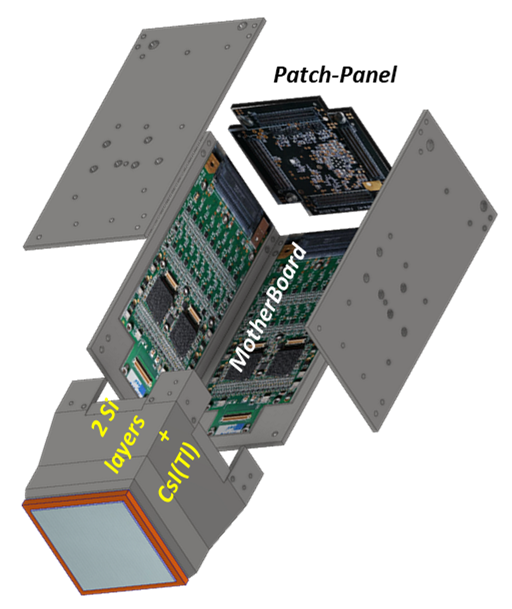 Patch-Panel
MotherBoard
2 Si
layers +
CsI(Tl)